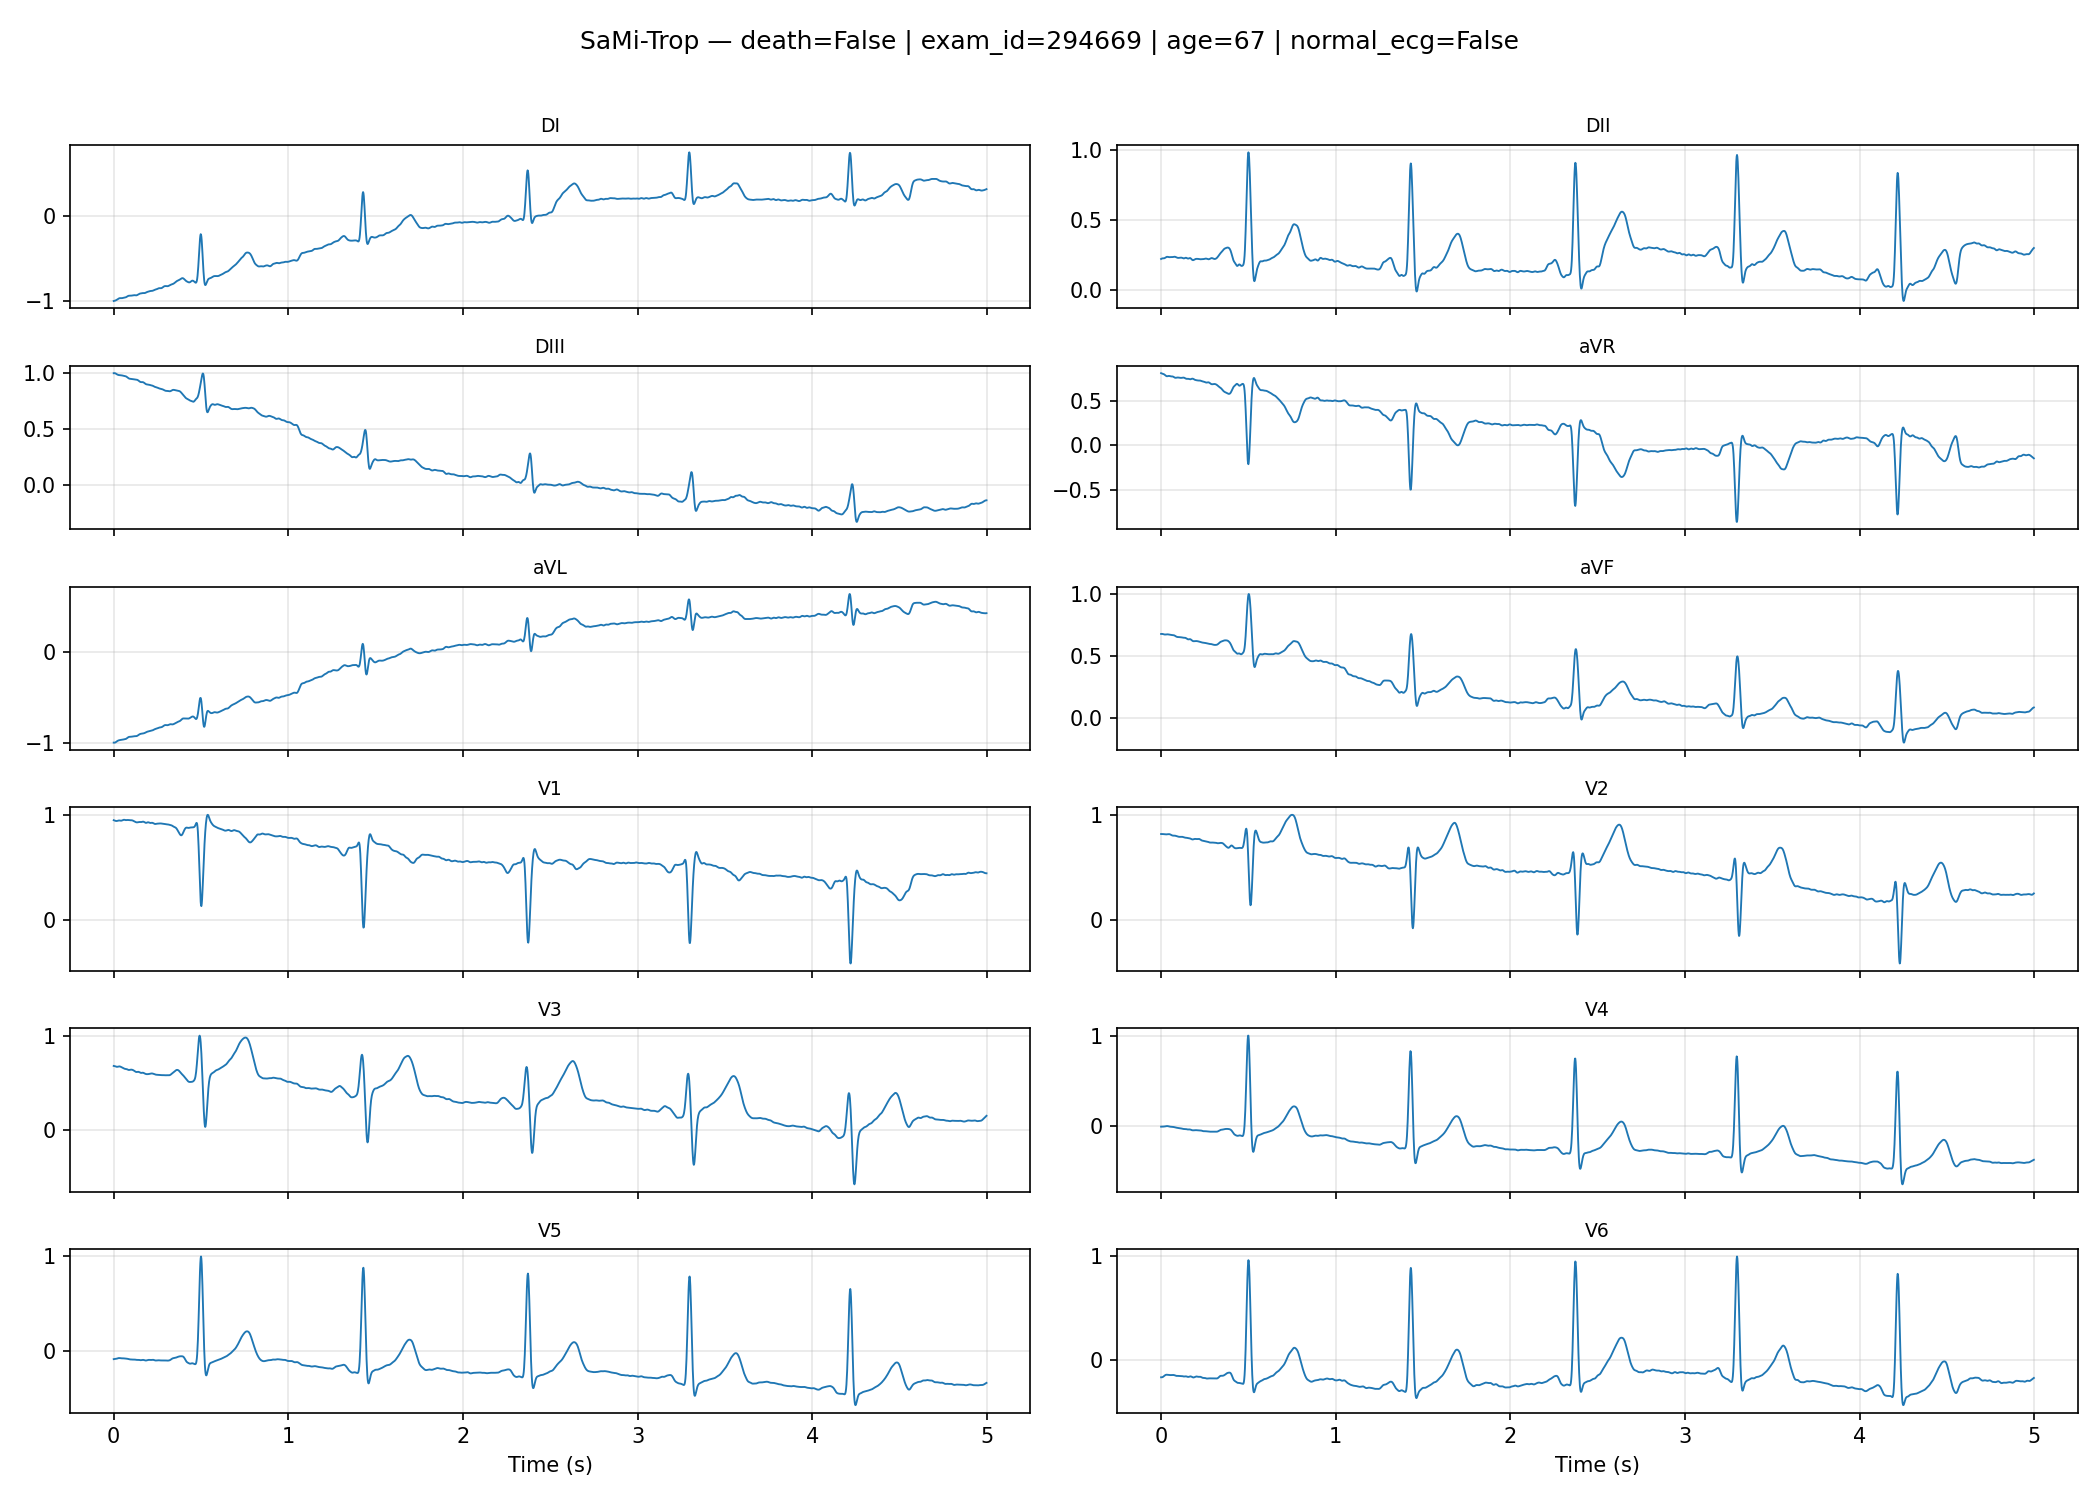 SaMi-Trop — death=False | exam_id=294669 | age=67 | normal_ecg=False
DI
DII
0
−1
1.0
0.5
0.0
DIII
aVR
1.0
0.5
0.0
0.5
0.0
−0.5
aVL
aVF
0
−1
1.0
0.5
0.0
V1
V2
1
0
1
0
V3
V4
1
0
1
0
V5
V6
1
0
1
0
0 1 2 3 4 5
0 1 2 3 4 5
Time (s)
Time (s)